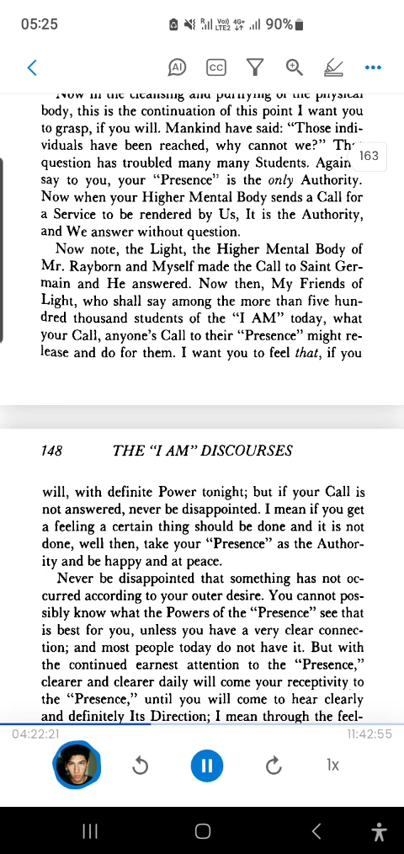 05:25
LTE2 4G+ 90%
AI CC
Now in the cleansing and purifying of the physical
body, this is the continuation of this point I want you
to grasp, if you will. Mankind have said: “Those indi-
viduals have been reached, why cannot we?”
163
question has troubled many many Students. Again
say to you, your “Presence” is the only Authority.
Now when your Higher Mental Body sends a Call for
a Service to be rendered by Us, It is the Authority,
and We answer without question.
Now note, the Light, the Higher Mental Body of
Mr. Rayborn and Myself made the Call to Saint Ger-
main and He answered. Now then, My Friends of
Light, who shall say among the more than five hun-
dred thousand students of the “I AM” today, what
your Call, anyone’s Call to their “Presence” might re-
lease and do for them. I want you to feel that, if you
148 THE “I AM” DISCOURSES
will, with definite Power tonight; but if your Call is
not answered, never be disappointed. I mean if you get
a feeling a certain thing should be done and it is not
done, well then, take your “Presence” as the Author-
ity and be happy and at peace.
Never be disappointed that something has not oc-
curred according to your outer desire. You cannot pos-
sibly know what the Powers of the “Presence” see that
is best for you, unless you have a very clear connec-
tion; and most people today do not have it. But with
the continued earnest attention to the “Presence,”
clearer and clearer daily will come your receptivity to
the “Presence,” until you will come to hear clearly
and definitely Its Direction; I mean through the feel-
04:22:21 11:42:55
1x